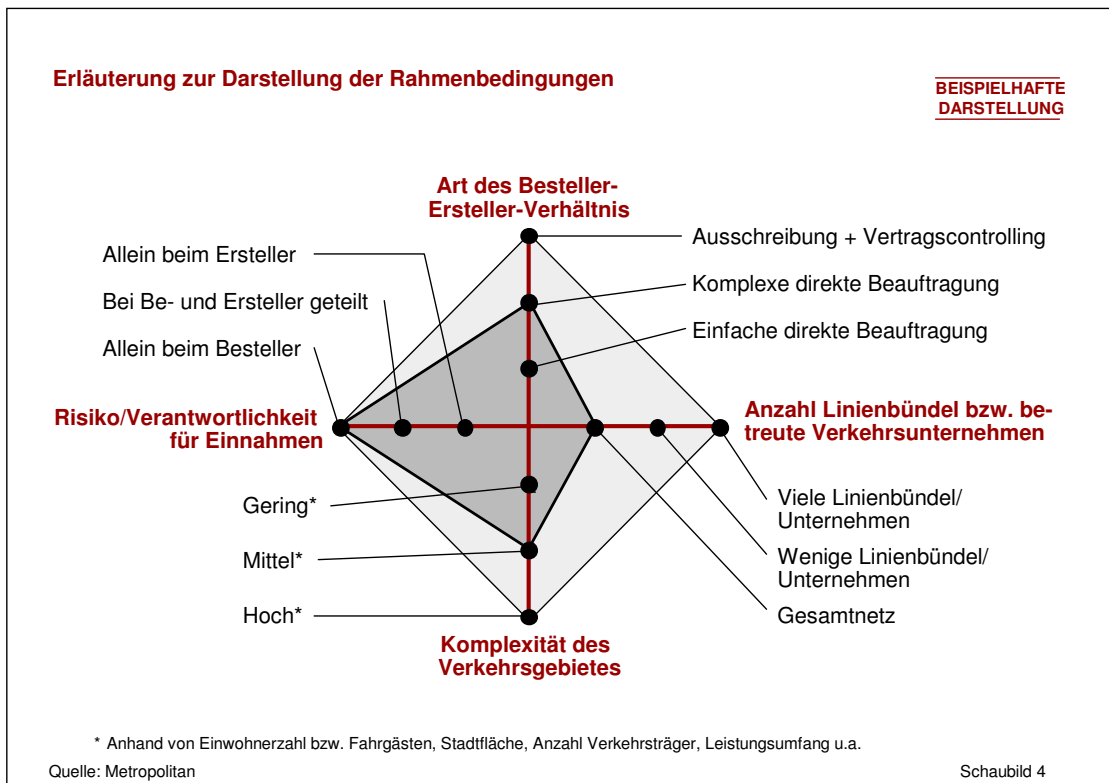 Erläuterung zur Darstellung der Rahmenbedingungen
BEISPIELHAFTE
DARSTELLUNG
Art des Besteller-
Ersteller-Verhältnis
Allein beim Ersteller
Bei Be- und Ersteller geteilt
Allein beim Besteller
Ausschreibung + Vertragscontrolling
Komplexe direkte Beauftragung
Einfache direkte Beauftragung
Risiko/Verantwortlichkeit
für Einnahmen
Anzahl Linienbündel bzw. be-
treute Verkehrsunternehmen
Gering*
Mittel*
Hoch*
Viele Linienbündel/
Unternehmen
Wenige Linienbündel/
Unternehmen
Gesamtnetz
Komplexität des
Verkehrsgebietes
* Anhand von Einwohnerzahl bzw. Fahrgästen, Stadtfläche, Anzahl Verkehrsträger, Leistungsumfang u.a.
Quelle: Metropolitan
Schaubild 4